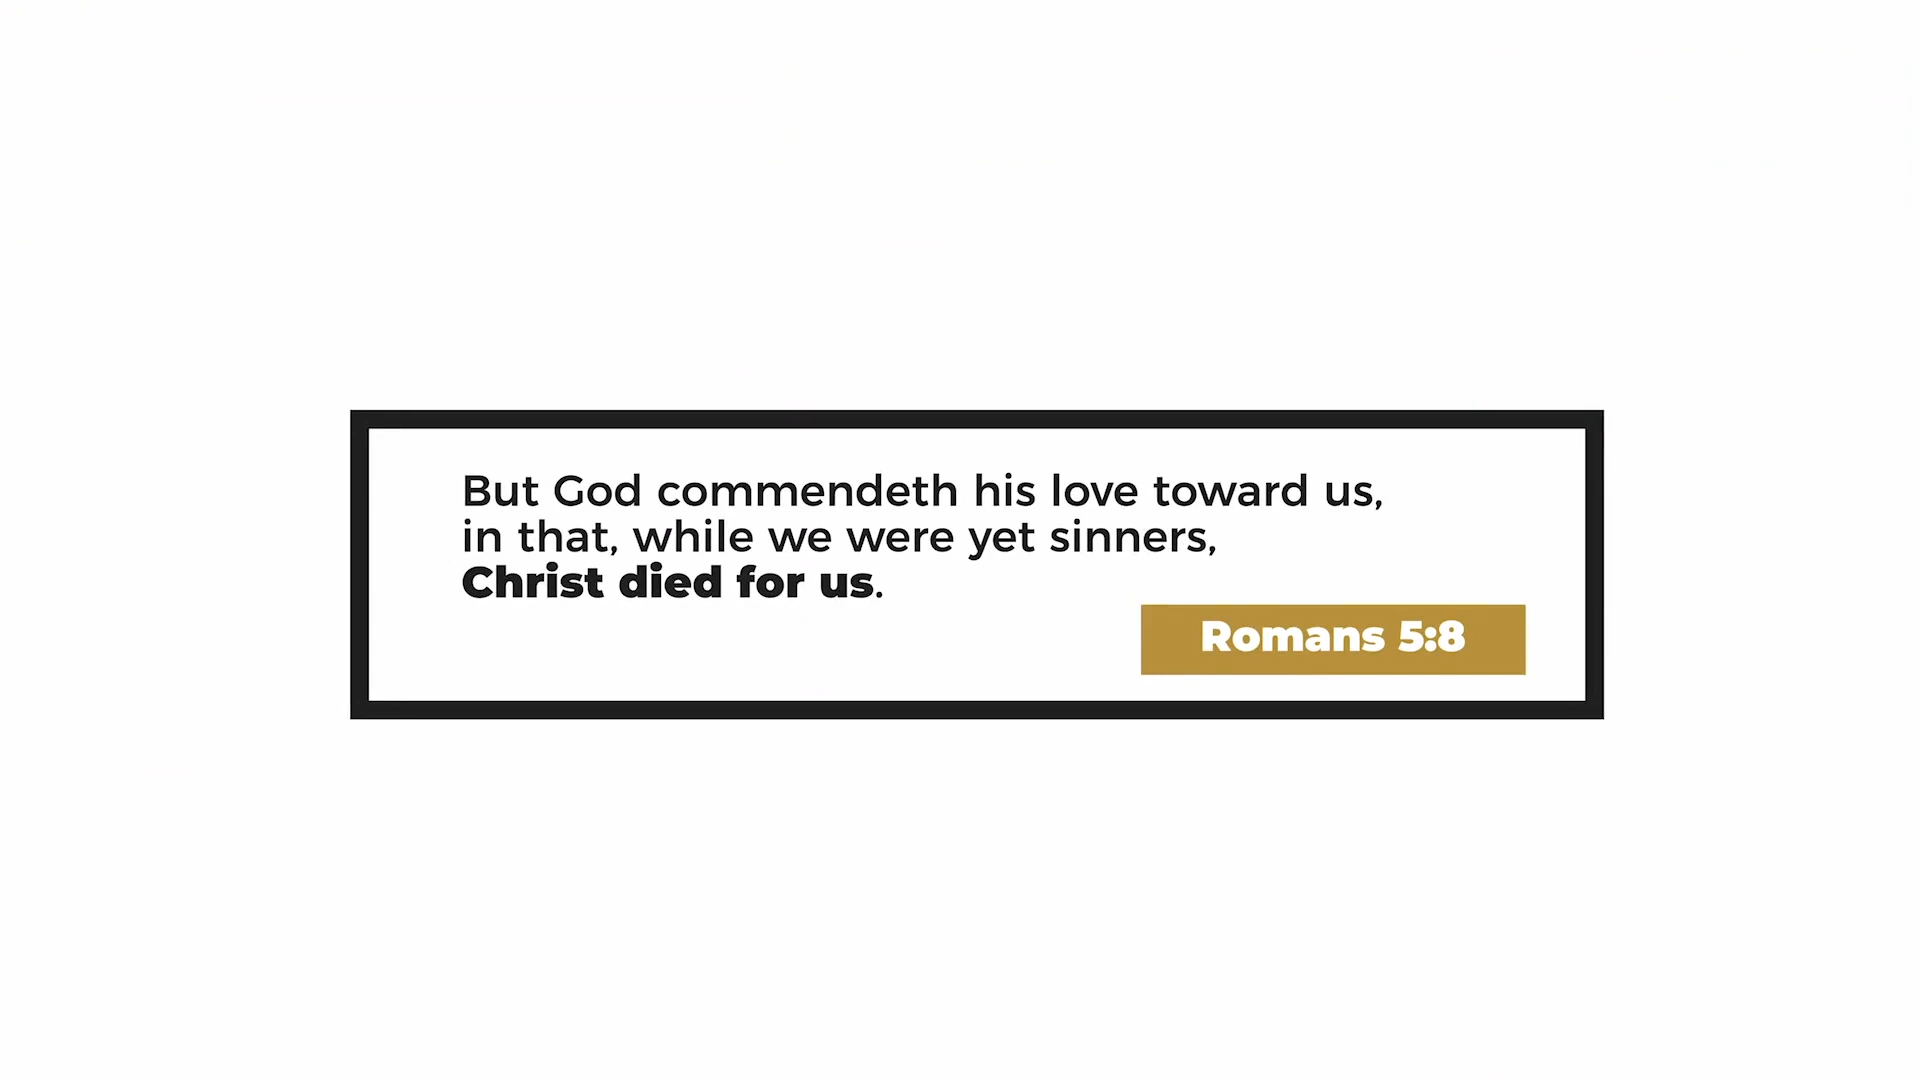 But God commendeth his love toward us,
in that, while we were yet sinners,
Christ died for us.
Romans 5:8